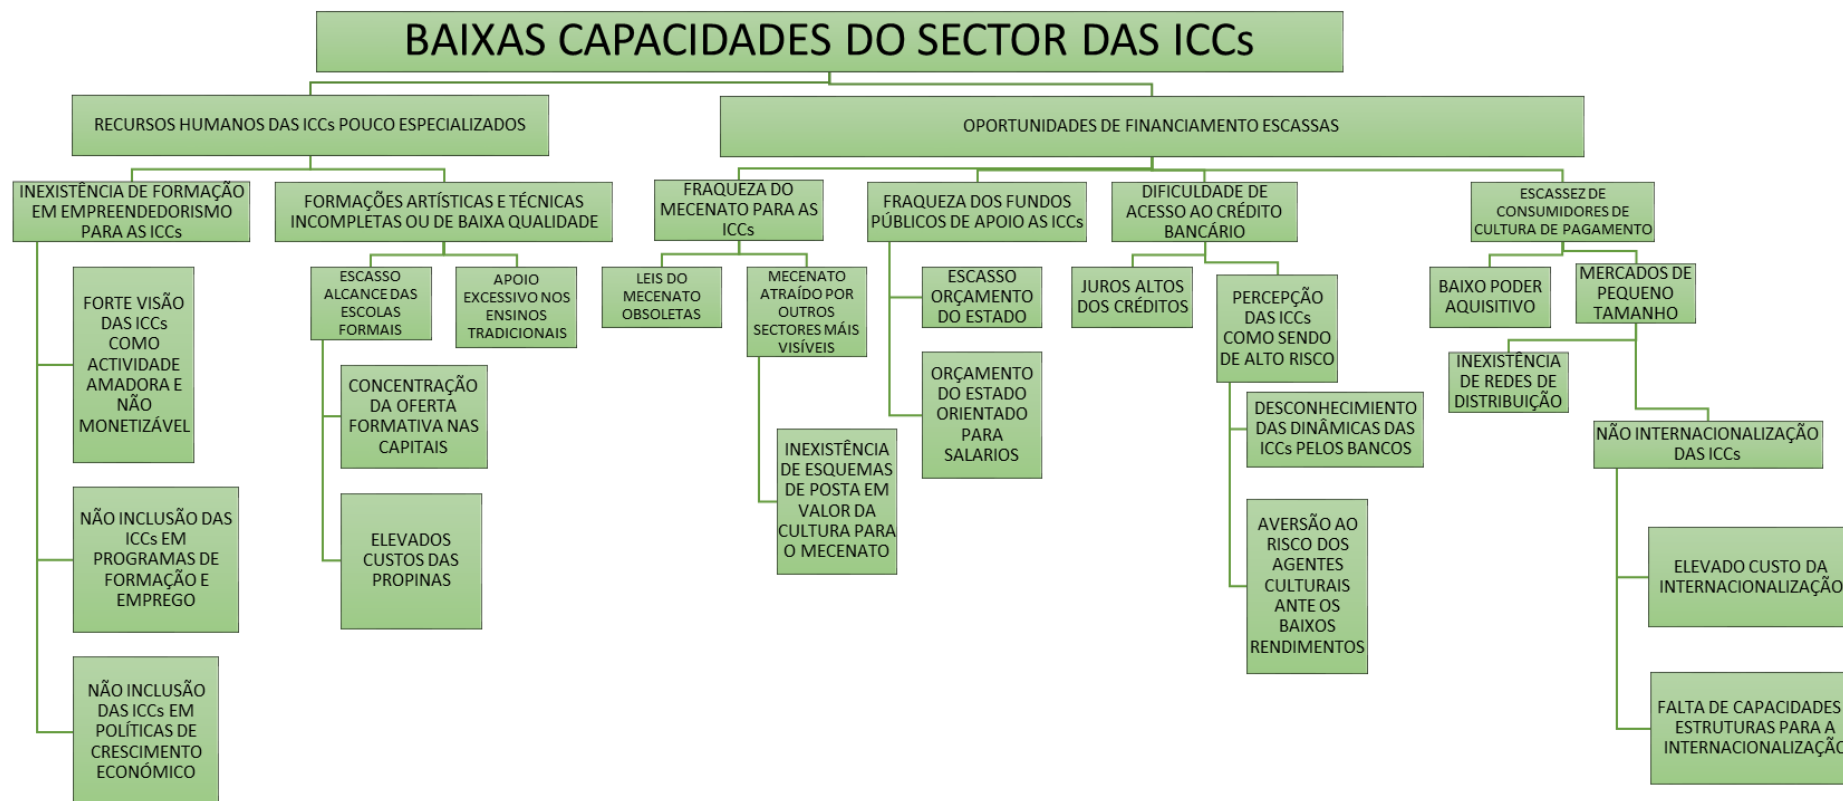 BAIXAS CAPACIDADES DO SECTOR DAS ICCs
RECURSOS HUMANOS DAS ICCs POUCO ESPECIALIZADOS
OPORTUNIDADES DE FINANCIAMENTO ESCASSAS
INEXISTÊNCIA DE FORMAÇÃO
EM EMPREENDEDORISMO
PARA AS ICCs
FORMAÇÕES ARTÍSTICAS E TÉCNICAS
INCOMPLETAS OU DE BAIXA QUALIDADE
FRAQUEZA DO
MECENATO PARA AS
ICCs
FRAQUEZA DOS FUNDOS
PÚBLICOS DE APOIO AS ICCs
DIFICULDADE DE
ACESSO AO CRÉDITO
BANCÁRIO
ESCASSEZ DE
CONSUMIDORES DE
CULTURA DE PAGAMENTO
FORTE VISÃO
DAS ICCs
COMO
ACTIVIDADE
AMADORA E
NÃO
MONETIZÁVEL
NÃO INCLUSÃO DAS
ICCs EM
PROGRAMAS DE
FORMAÇÃO E
EMPREGO
NÃO INCLUSÃO
DAS ICCs EM
POLÍTICAS DE
CRESCIMENTO
ECONÓMICO
ESCASSO
ALCANCE DAS
ESCOLAS
FORMAIS
APOIO
EXCESSIVO NOS
ENSINOS
TRADICIONAIS
CONCENTRAÇÃO
DA OFERTA
FORMATIVA NAS
CAPITAIS
ELEVADOS
CUSTOS DAS
PROPINAS
LEIS DO
MECENATO
OBSOLETAS
MECENATO
ATRAÍDO POR
OUTROS
SECTORES MÁIS
VISÍVEIS
INEXISTÊNCIA
DE ESQUEMAS
DE POSTA EM
VALOR DA
CULTURA PARA
O MECENATO
ESCASSO
ORÇAMENTO
DO ESTADO
ORÇAMENTO
DO ESTADO
ORIENTADO
PARA
SALARIOS
JUROS ALTOS
DOS CRÉDITOS
PERCEPÇÃO
DAS ICCs
COMO SENDO
DE ALTO RISCO
DESCONHECIMENTO
DAS DINÂMICAS DAS
ICCs PELOS BANCOS
AVERSÃO AO
RISCO DOS
AGENTES
CULTURAIS
ANTE OS
BAIXOS
RENDIMENTOS
BAIXO PODER
AQUISITIVO
MERCADOS DE
PEQUENO
TAMANHO
INEXISTÊNCIA
DE REDES DE
DISTRIBUIÇÃO
NÃO INTERNACIONALIZAÇÃO
DAS ICCs
ELEVADO CUSTO DA
INTERNACIONALIZAÇÃO
FALTA DE CAPACIDADES
ESTRUTURAS PARA A
INTERNACIONALIZAÇÃO